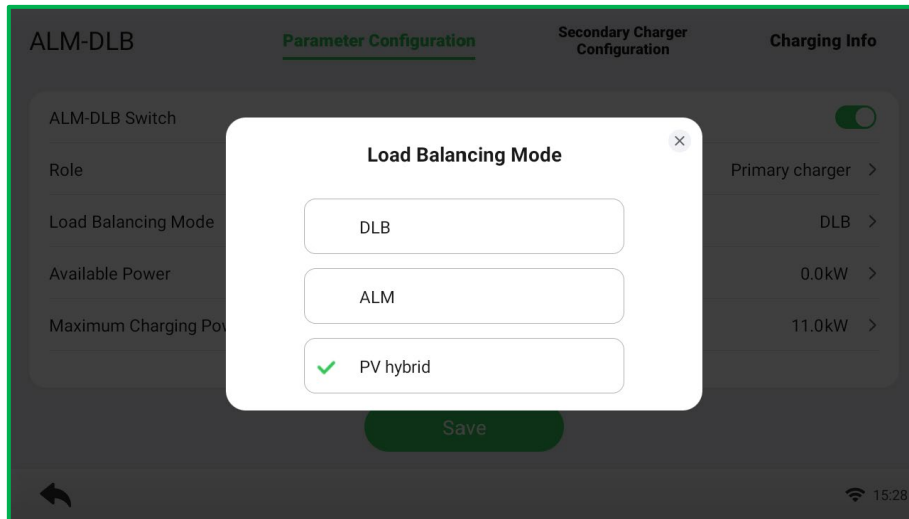 ALM-DLB
Parameter Configuration
Secondary Charger
Configuration
Charging Info
ALM-DLB Switch
Role
Primary charger
Load Balancing Mode
DLB
Available Power
0.0kW
Maximum Charging Pow
11.0kW
Load Balancing Mode
DLB
ALM
PV hybrid
Save
15:28